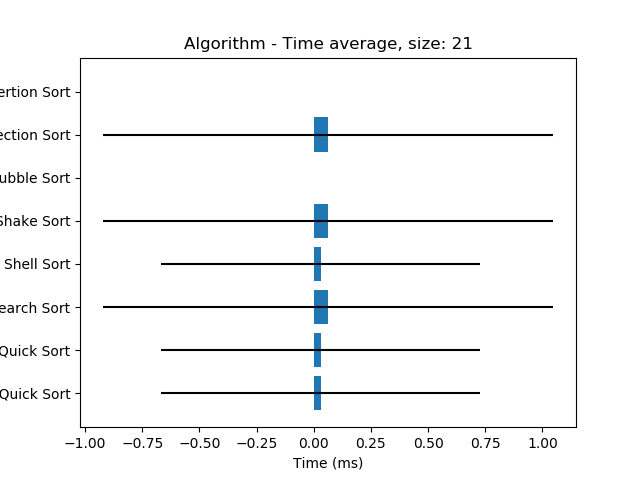 Algorithm - Time average, size: 21
ertion Sort
ection Sort
ubble Sort
Shake Sort
Shell Sort
earch Sort
Quick Sort
Quick Sort
−1.00 −0.75 −0.50 −0.25 0.00 0.25 0.50 0.75 1.00
Time (ms)